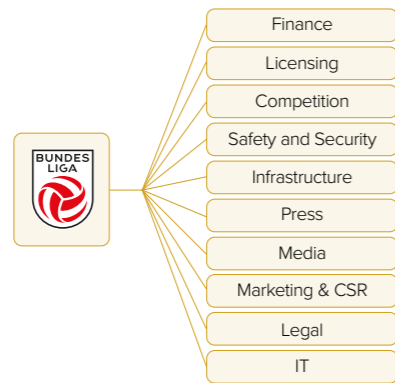 BUNDES
LIGA
Finance
Licensing
Competition
Safety and Security
Infrastructure
Press
Media
Marketing & CSR
Legal
IT